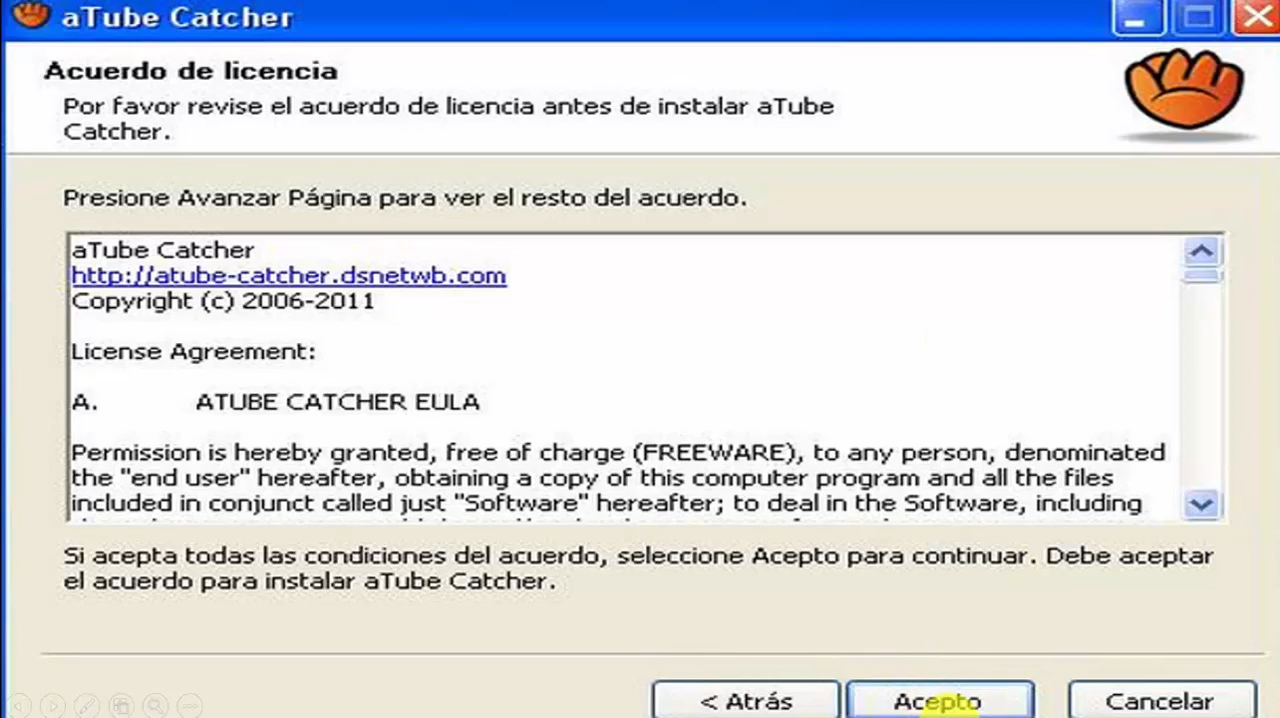 aTube Catcher
Acuerdo de licencia
Por favor revise el acuerdo de licencia antes de instalar aTube
Catcher.
Presione Avanzar Página para ver el resto del acuerdo.
aTube Catcher
http://atube-catcher.dsnetwb.com
Copyright (c) 2006-2011
License Agreement:
A. ATUBE CATCHER EULA
Permission is hereby granted, free of charge (FREEWARE), to any person, denominated
the "end user" hereafter, obtaining a copy of this computer program and all the files
included in conjunct called just "Software" hereafter; to deal in the Software, including
Si acepta todas las condiciones del acuerdo, seleccione Acepto para continuar. Debe aceptar
el acuerdo para instalar aTube Catcher.
< Atrás Acepto Cancelar